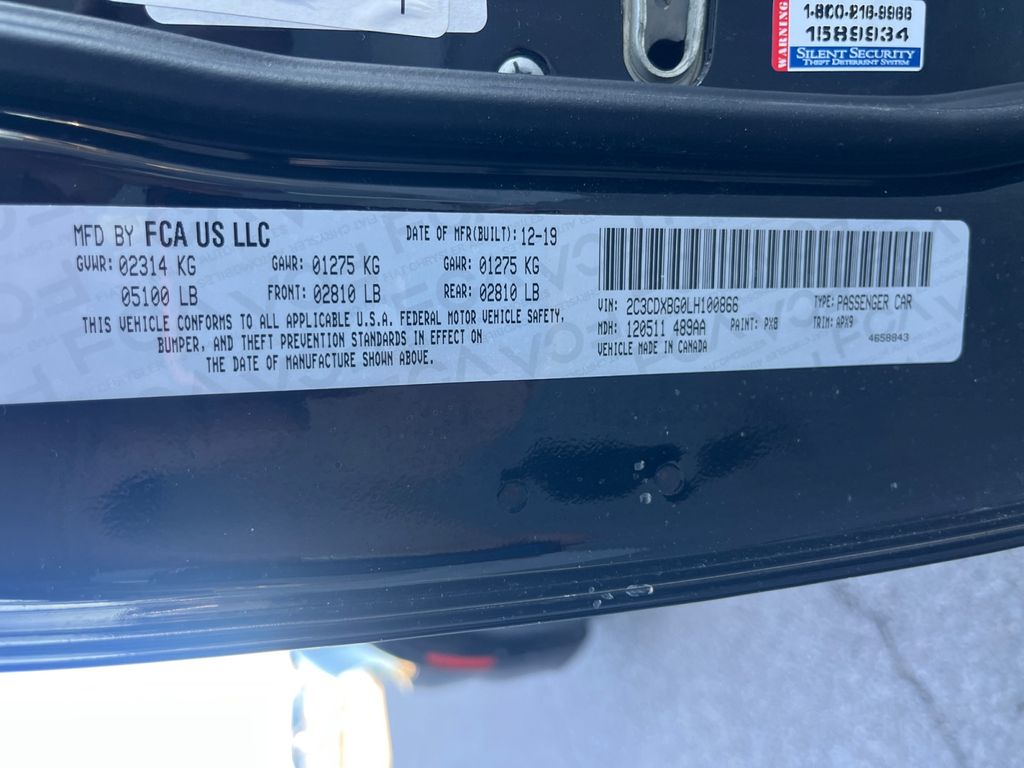 WARNING
1-800-216-9966
1589934
SILENT SECURITY
THEFT DETERRENT SYSTEM
MFD BY FCA US LLC
DATE OF MFR(BUILT): 12-19
GVWR: 02314 KG
GAWR: 01275 KG
GAWR: 01275 KG
05100 LB
FRONT: 02810 LB
REAR: 02810 LB
THIS VEHICLE CONFORMS TO ALL APPLICABLE U.S.A. FEDERAL MOTOR VEHICLE SAFETY,
BUMPER, AND THEFT PREVENTION STANDARDS IN EFFECT ON
THE DATE OF MANUFACTURE SHOWN ABOVE.
VIN: 2C3CDXBG0LH100866
TYPE: PASSENGER CAR
MDH: 120511 489AA
PAINT: PX8
TRIM: APX9
VEHICLE MADE IN CANADA
4658843